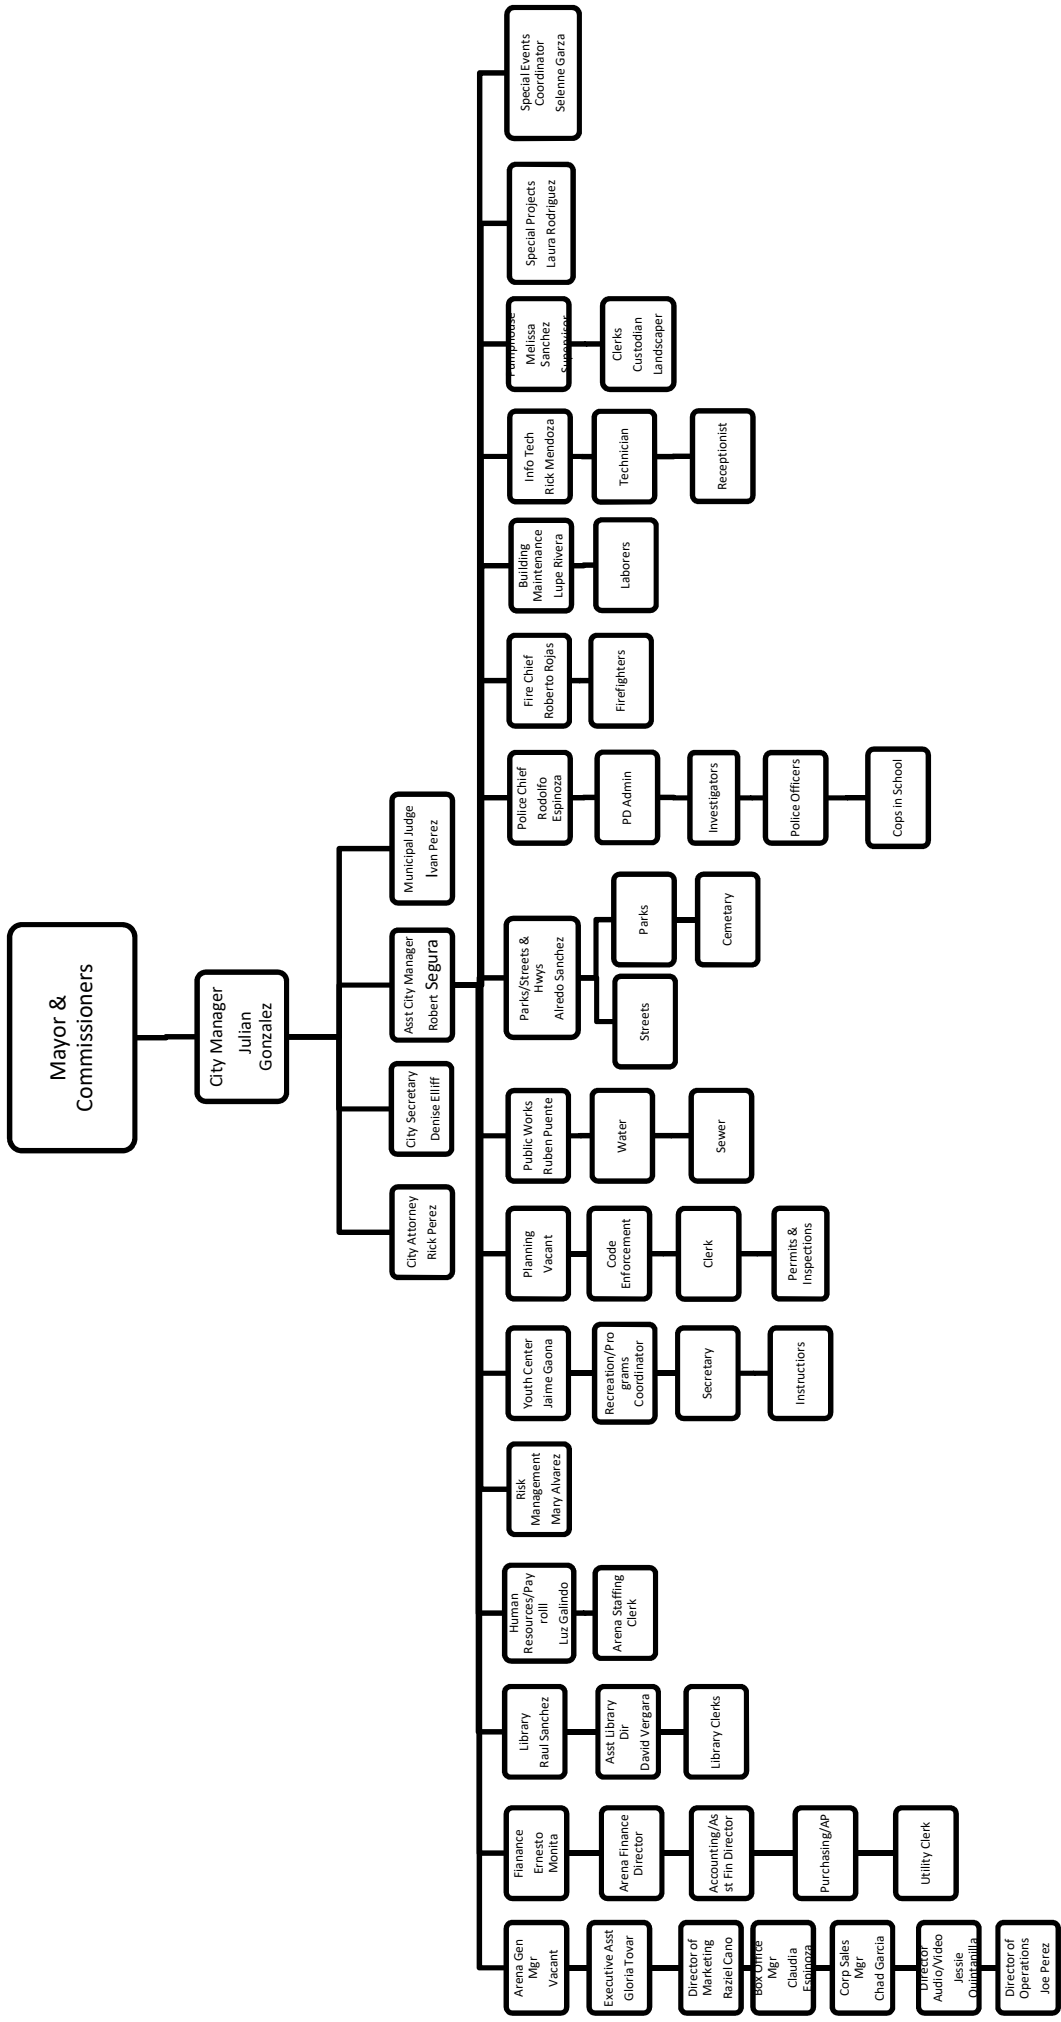 Mayor &
Commissioners
City Manager
Julian
Gonzalez
City Attorney
Rick Perez
City Secretary
Denise Elliff
Asst City Manager
Robert Segura
Municipal Judge
Ivan Perez
Arena Gen
Mgr
Vacant
Executive Asst
Gloria Tovar
Director of
Marketing
Raziel Cano
Box Office
Mgr
Claudia
Espinoza
Corp Sales
Mgr
Chad Garcia
Director
Audio/Video
Jessie
Quintanilla
Director of
Operations
Joe Perez
Fianance
Ernesto
Monita
Arena Finance
Director
Accounting/As
st Fin Director
Purchasing/AP
Utility Clerk
Library
Raul Sanchez
Asst Library
Dir
David Vergara
Library Clerks
Human
Resources/Pay
rolll
Luz Galindo
Arena Staffing
Clerk
Risk
Management
Mary Alvarez
Youth Center
Jaime Gaona
Recreation/Pro
grams
Coordinator
Secretary
Instructiors
Planning
Vacant
Code
Enforcement
Clerk
Permits &
Inspections
Public Works
Ruben Puente
Water
Sewer
Parks/Streets &
Hwys
Alredo Sanchez
Streets
Parks
Cemetary
Police Chief
Rodolfo
Espinoza
PD Admin
Investigators
Police Officers
Cops in School
Fire Chief
Roberto Rojas
Firefighters
Building
Maintenance
Lupe Rivera
Laborers
Info Tech
Rick Mendoza
Technician
Receptionist
Pumphouse
Melissa
Sanchez
Supervisor
Clerks
Custodian
Landscaper
Special Projects
Laura Rodriguez
Special Events
Coordinator
Selenne Garza